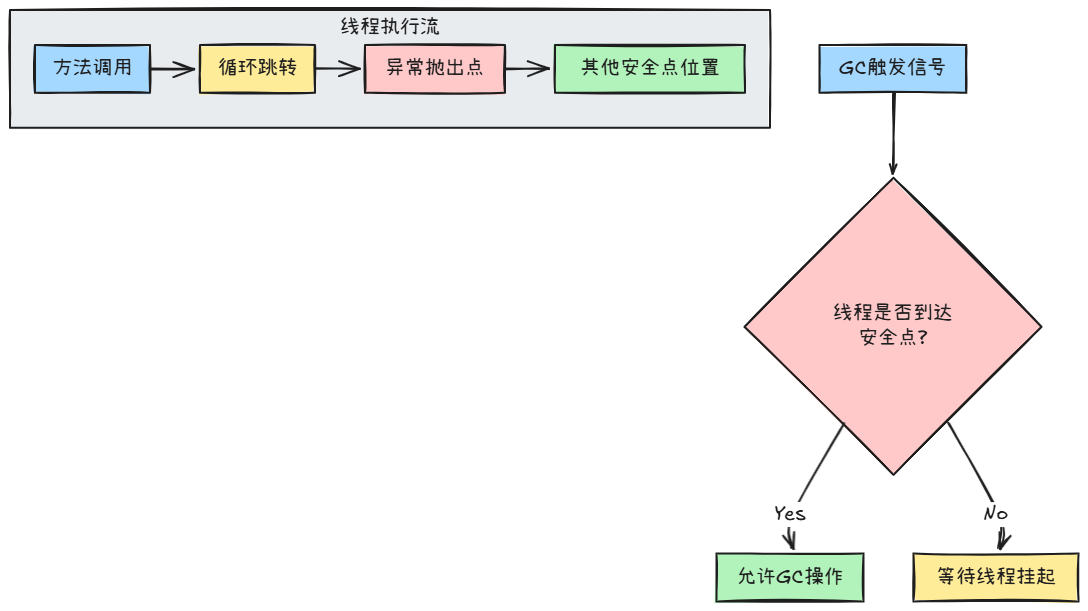 线程执行流
方法调用
循环跳转
异常抛出点
其他安全点位置
GC触发信号
线程是否到达
安全点?
Yes
No
允许GC操作
等待线程挂起